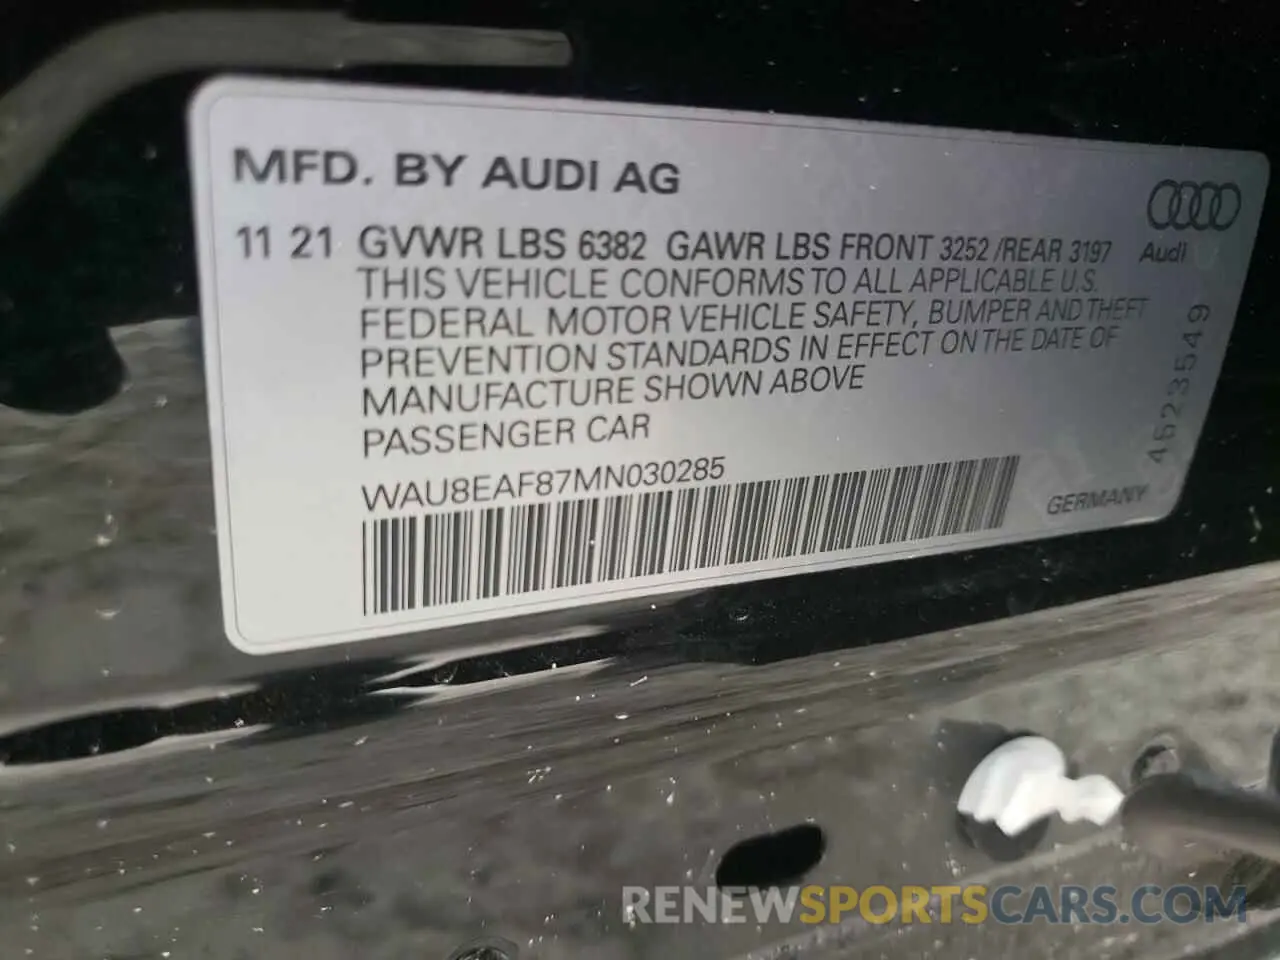 MFD. BY AUDI AG
11 21 GVWR LBS 6382 GAWR LBS FRONT 3252 /REAR 3197
Audi
THIS VEHICLE CONFORMS TO ALL APPLICABLE U.S.
FEDERAL MOTOR VEHICLE SAFETY, BUMPER AND THEFT
PREVENTION STANDARDS IN EFFECT ON THE DATE OF
MANUFACTURE SHOWN ABOVE
PASSENGER CAR
WAU8EAF87MN030285
GERMANY
4523549
RENEWSPORTSCARS.COM